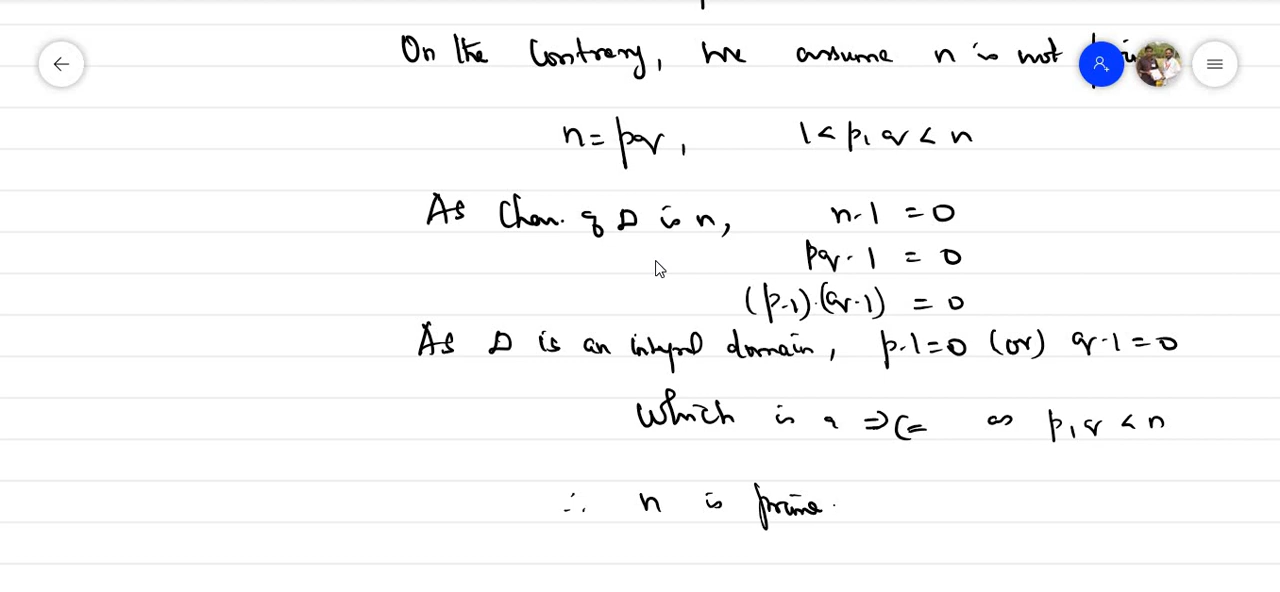 On the contrary, we assume n is not
n = pq, 1 < p, q < n
As Char. of D is n, n·1 = 0
pq·1 = 0
(p·1)·(q·1) = 0
As D is an integral domain, p·1=0 (or) q·1=0
Which is a ⇒⇐ as p, q < n
∴ n is prime.